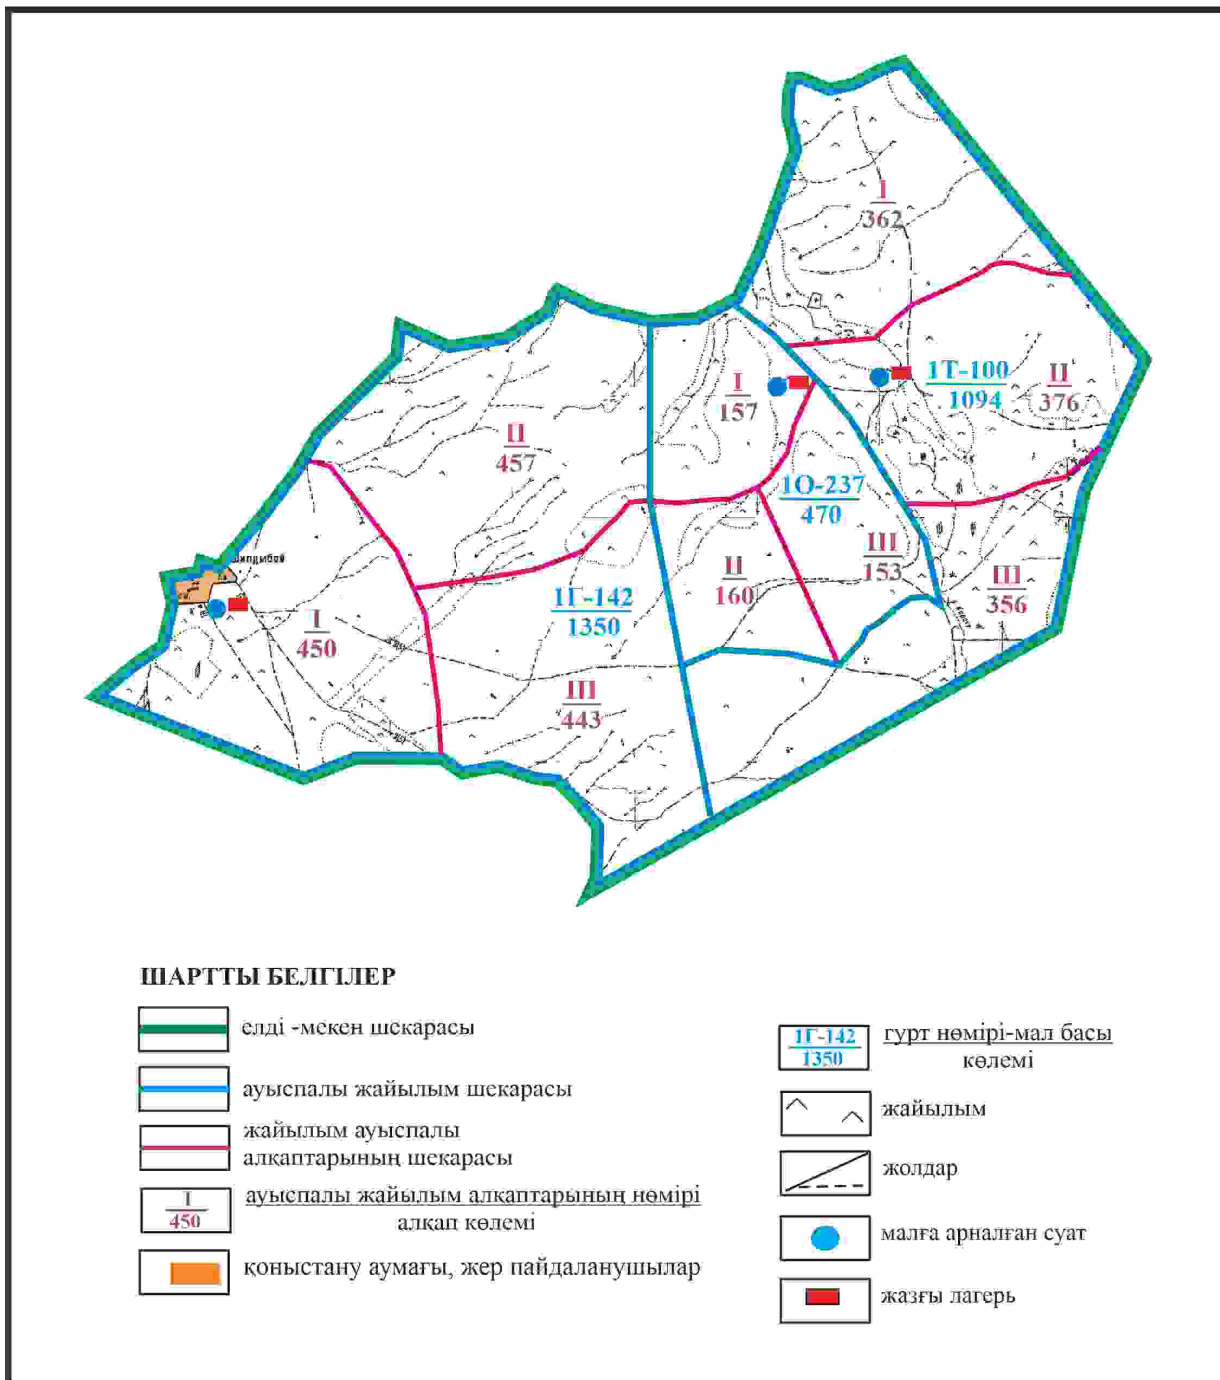 I
362
1Т-100
1094
II
376
I
157
II
457
1О-237
470
III
153
II
160
III
356
1Г-142
1350
I
450
III
443
ШАРТТЫ БЕЛГІЛЕР
елді -мекен шекарасы
ауыспалы жайылым шекарасы
жайылым ауыспалы
алқаптарының шекарасы
I
450
ауыспалы жайылым алқаптарының нөмірі
алқап көлемі
қоныстану аумағы, жер пайдаланушылар
1Г-142
1350
гурт нөмірі-мал басы
көлемі
жайылым
жолдар
малға арналған суат
жазғы лагерь